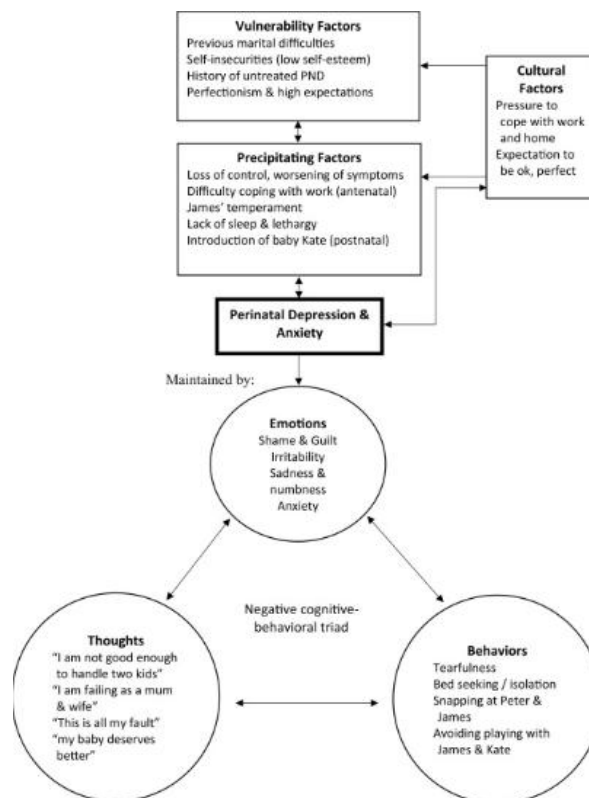 Vulnerability Factors
Previous marital difficulties
Self-insecurities (low self-esteem)
History of untreated PND
Perfectionism & high expectations
Cultural
Factors
Pressure to
cope with work
and home
Expectation to
be ok, perfect
Precipitating Factors
Loss of control, worsening of symptoms
Difficulty coping with work (antenatal)
James' temperament
Lack of sleep & lethargy
Introduction of baby Kate (postnatal)
Perinatal Depression &
Anxiety
Maintained by:
Emotions
Shame & Guilt
Irritability
Sadness &
numbness
Anxiety
Negative cognitive-
behavioral triad
Thoughts
"I am not good enough
to handle two kids"
"I am failing as a mum
& wife"
"This is all my fault"
"my baby deserves
better"
Behaviors
Tearfulness
Bed seeking / isolation
Snapping at Peter &
James
Avoiding playing with
James & Kate